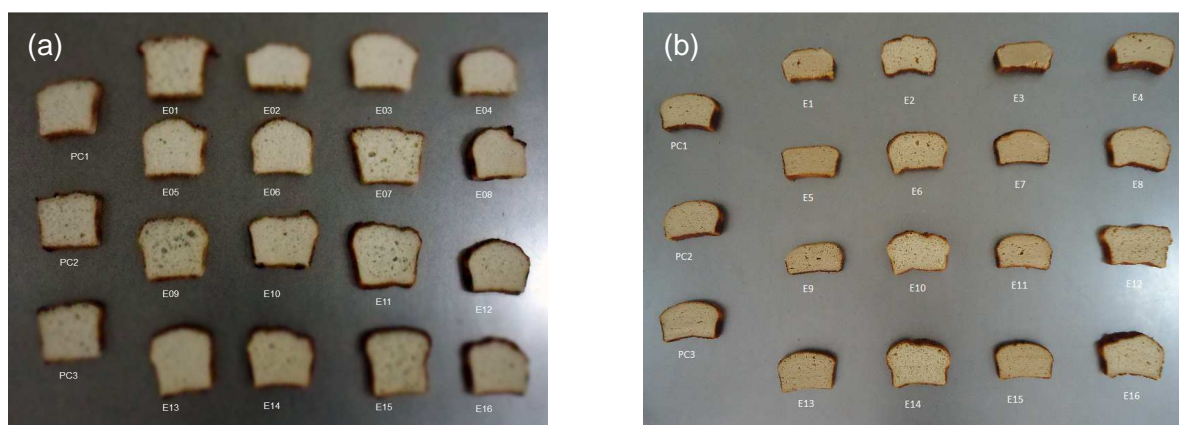 (a)
E01 E02 E03 E04
PC1
E05 E06 E07 E08
PC2
E09 E10 E11 E12
PC3
E13 E14 E15 E16
(b)
E1 E2 E3 E4
PC1
E5 E6 E7 E8
PC2
E9 E10 E11 E12
PC3
E13 E14 E15 E16